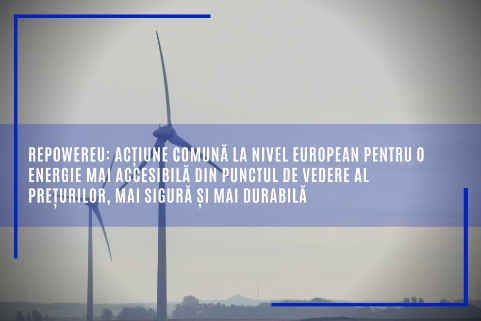 REPOWEREU: ACȚIUNE COMUNĂ LA NIVEL EUROPEAN PENTRU O
ENERGIE MAI ACCESIBILĂ DIN PUNCTUL DE VEDERE AL
PREȚURILOR, MAI SIGURĂ ȘI MAI DURABILĂ